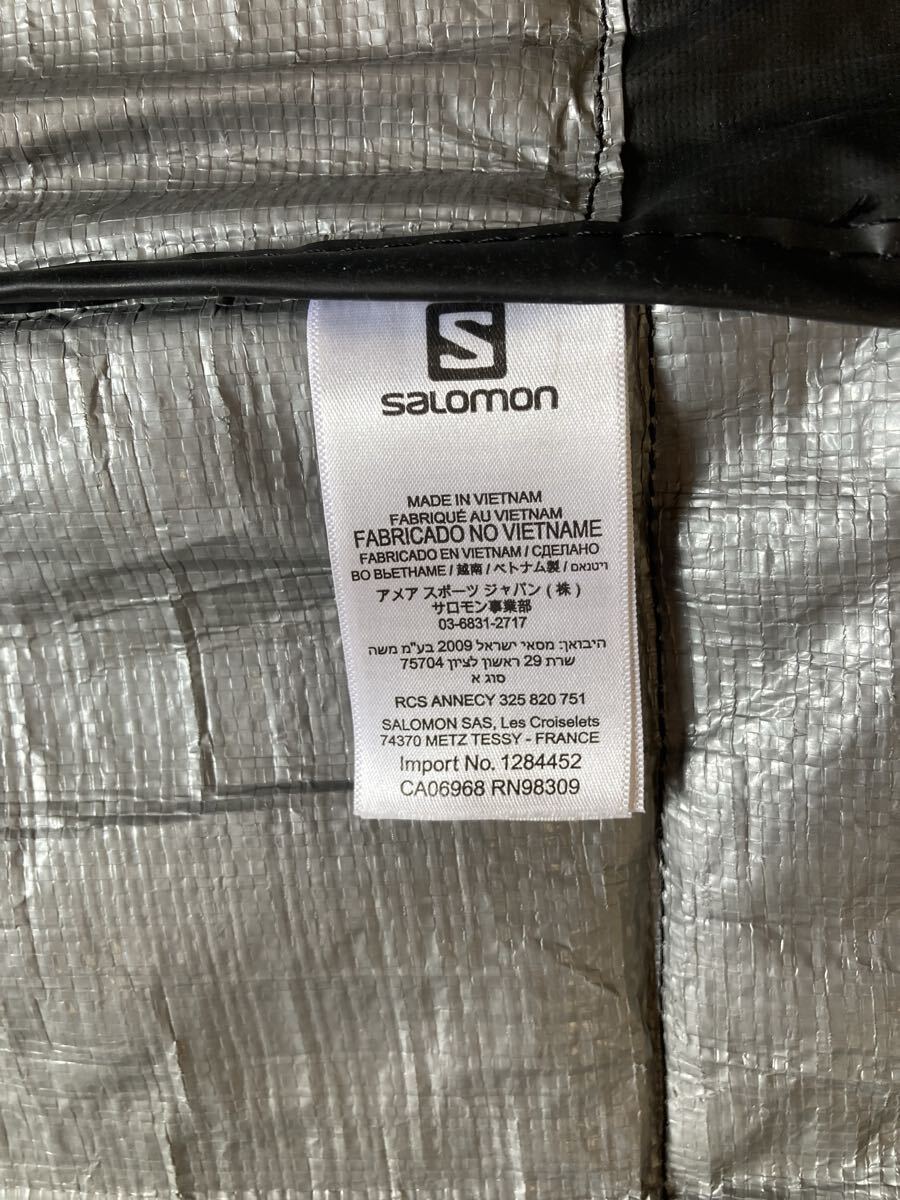 S
SALOMON
MADE IN VIETNAM
FABRIQUÉ AU VIETNAM
FABRICADO NO VIETNAME
FABRICADO EN VIETNAM / СДЕЛАНО
ВО ВЬЕТНАМЕ / 越南 / ベトナム製 / ויטנאם
アメア スポーツ ジャパン ( 株 )
サロモン事業部
03-6831-2717
היבואן: מסאי ישראל 2009 בע"מ משה
שרת 29 ראשון לציון 75704
סוג א
RCS ANNECY 325 820 751
SALOMON SAS, Les Croiselets
74370 METZ TESSY - FRANCE
Import No. 1284452
CA06968 RN98309